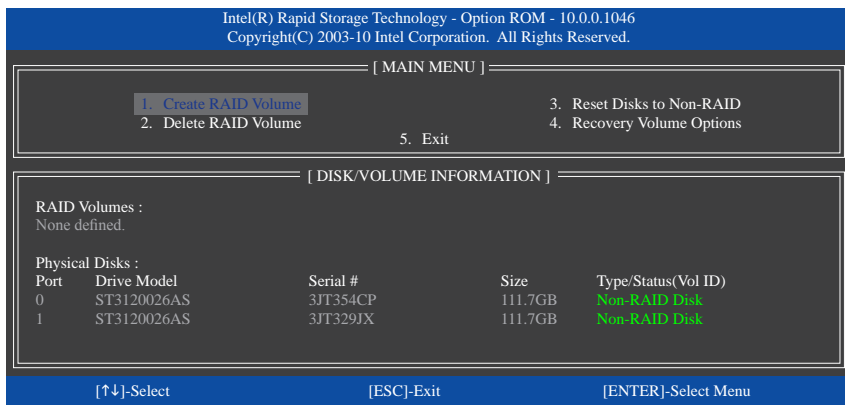 Intel(R) Rapid Storage Technology - Option ROM - 10.0.0.1046
Copyright(C) 2003-10 Intel Corporation. All Rights Reserved.
[ MAIN MENU ]
1. Create RAID Volume 3. Reset Disks to Non-RAID
2. Delete RAID Volume 4. Recovery Volume Options
5. Exit
[ DISK/VOLUME INFORMATION ]
RAID Volumes :
None defined.
Physical Disks :
Port Drive Model Serial # Size Type/Status(Vol ID)
0 ST3120026AS 3JT354CP 111.7GB Non-RAID Disk
1 ST3120026AS 3JT329JX 111.7GB Non-RAID Disk
[↑↓]-Select [ESC]-Exit [ENTER]-Select Menu